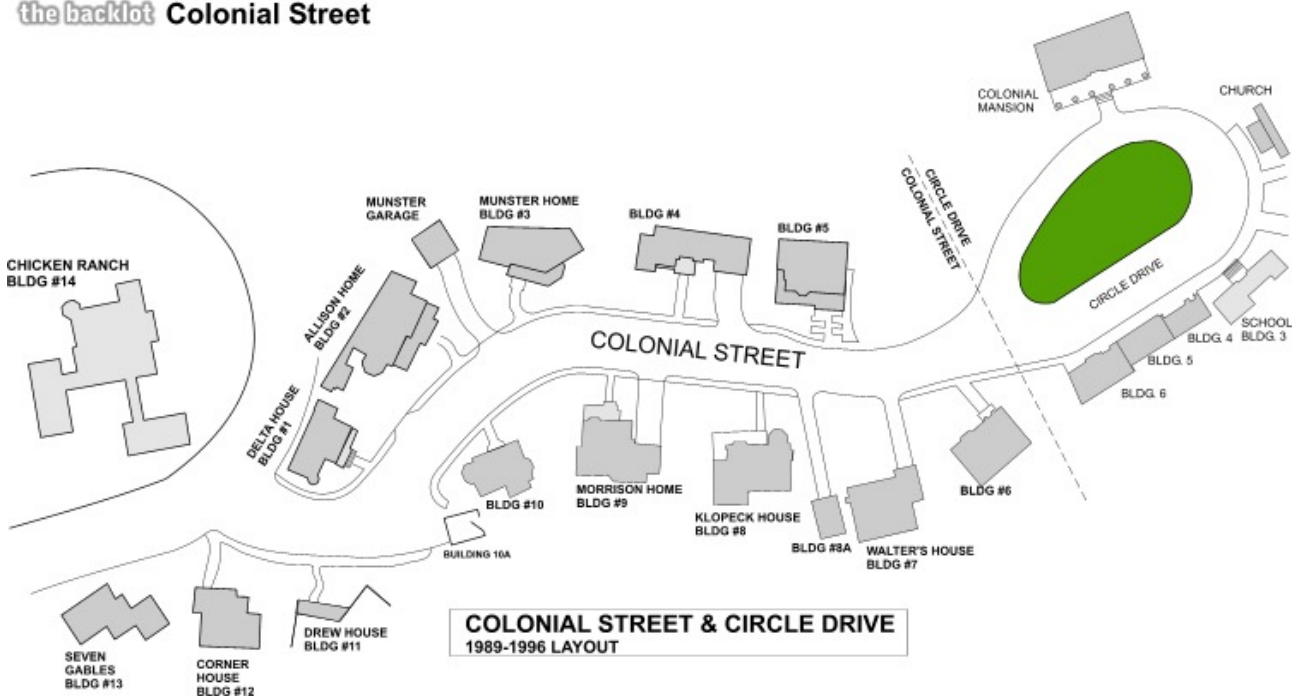 the backlot Colonial Street
COLONIAL
MANSION
CHURCH
CIRCLE DRIVE
COLONIAL STREET
MUNSTER
GARAGE
MUNSTER HOME
BLDG #3
BLDG #4
BLDG #5
CHICKEN RANCH
BLDG #14
ALLISON HOME
BLDG #2
CIRCLE DRIVE
SCHOOL
BLDG. 3
BLDG. 4
BLDG. 5
BLDG. 6
COLONIAL STREET
DELTA HOUSE
BLDG #1
BLDG #10
MORRISON HOME
BLDG #9
KLOPECK HOUSE
BLDG #8
BLDG #8A
WALTER'S HOUSE
BLDG #7
BLDG #6
BUILDING 10A
SEVEN
GABLES
BLDG #13
CORNER
HOUSE
BLDG #12
DREW HOUSE
BLDG #11
COLONIAL STREET & CIRCLE DRIVE
1989-1996 LAYOUT